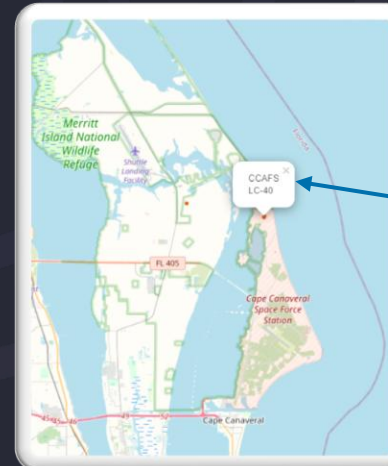 Merritt
Island National
Wildlife
Refuge
Shuttle
Landing
Facility
Florida
CCAFS
LC-40
×
FL 405
Cape Canaveral
Space Force
Station
Cape Canaveral